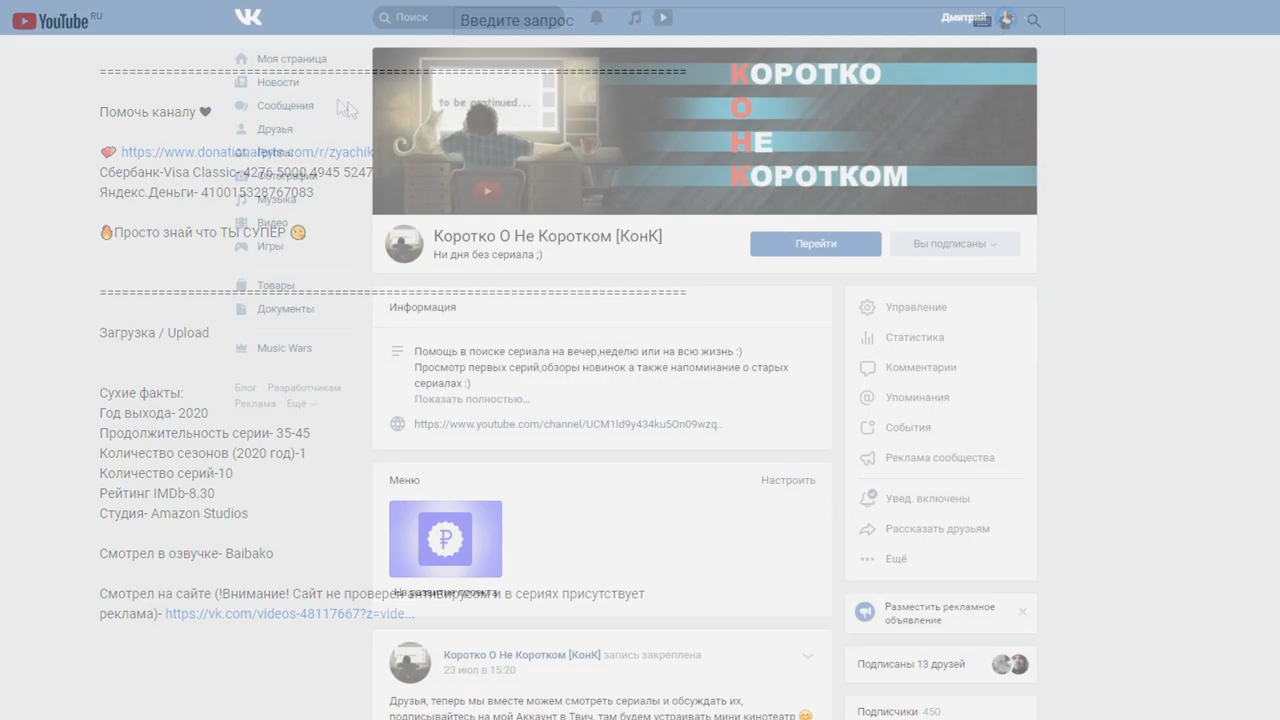 YouTube RU
Введите запрос
Поиск
Дмитрий
Помочь каналу
https://www.donationalerts.com/r/zyachik
Сбербанк-Visa Classic- 4276 5000 4945 5247
Яндекс.Деньги- 410015328767083
Просто знай что ТЫ СУПЕР
Загрузка / Upload
Сухие факты:
Год выхода- 2020
Продолжительность серии- 35-45
Количество сезонов (2020 год)-1
Количество серий-10
Рейтинг IMDb-8.30
Студия- Amazon Studios
Смотрел в озвучке- Baibako
Смотрел на сайте (!Внимание! Сайт не проверен антивирусом и в сериях присутствует
реклама)- https://vk.com/videos-48117667?z=vide...
Моя страница
Новости
Сообщения
Друзья
Группы
Фотографии
Музыка
Видео
Игры
Товары
Документы
Music Wars
Блог Разработчикам
Реклама Ещё
to be continued...
КОРОТКО
О
НЕ
КОРОТКОМ
Коротко О Не Коротком [КонК]
Ни дня без сериала ;)
Перейти
Вы подписаны
Информация
Помощь в поиске сериала на вечер,неделю или на всю жизнь :)
Просмотр первых серий,обзоры новинок а также напоминание о старых
сериалах :)
Показать полностью...
https://www.youtube.com/channel/UCM1ld9y434ku5On09wzq..
Меню
Настроить
На развитие проекта
Коротко О Не Коротком [КонК] запись закреплена
23 июл в 15:20
Друзья, теперь мы вместе можем смотреть сериалы и обсуждать их,
подписывайтесь на мой Аккаунт в Твич, там будем устраивать мини кинотеатр
Управление
Статистика
Комментарии
Упоминания
События
Реклама сообщества
Увед. включены
Рассказать друзьям
Ещё
Разместить рекламное
объявление
Подписаны 13 друзей
Подписчики 450